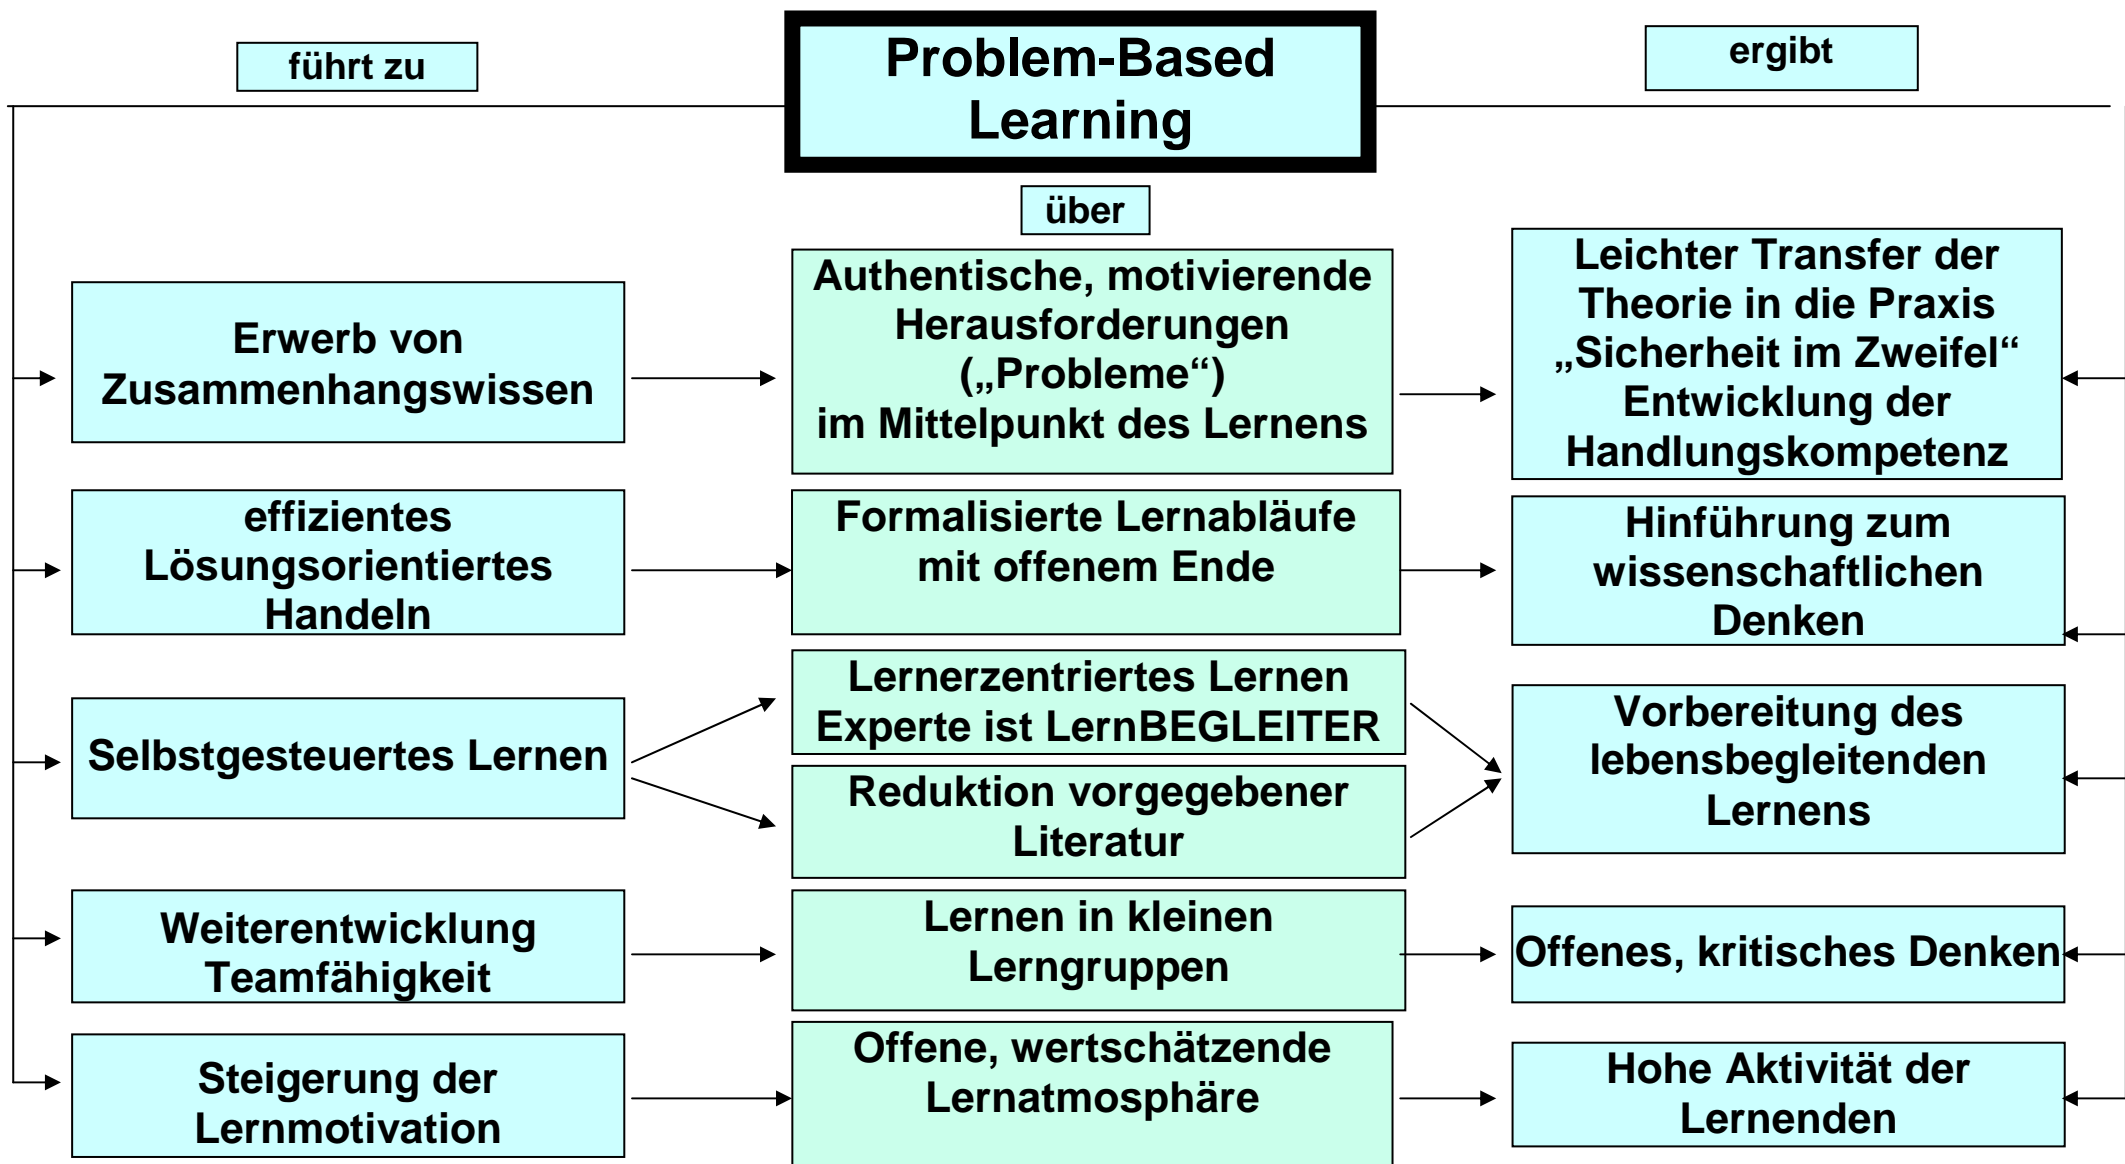 führt zu
Problem-Based
Learning
ergibt
über
Erwerb von
Zusammenhangswissen
Authentische, motivierende
Herausforderungen
(„Probleme“)
im Mittelpunkt des Lernens
Leichter Transfer der
Theorie in die Praxis
„Sicherheit im Zweifel“
Entwicklung der
Handlungskompetenz
effizientes
Lösungsorientiertes
Handeln
Formalisierte Lernabläufe
mit offenem Ende
Hinführung zum
wissenschaftlichen
Denken
Selbstgesteuertes Lernen
Lernerzentriertes Lernen
Experte ist LernBEGLEITER
Reduktion vorgegebener
Literatur
Vorbereitung des
lebensbegleitenden
Lernens
Weiterentwicklung
Teamfähigkeit
Lernen in kleinen
Lerngruppen
Offenes, kritisches Denken
Steigerung der
Lernmotivation
Offene, wertschätzende
Lernatmosphäre
Hohe Aktivität der
Lernenden